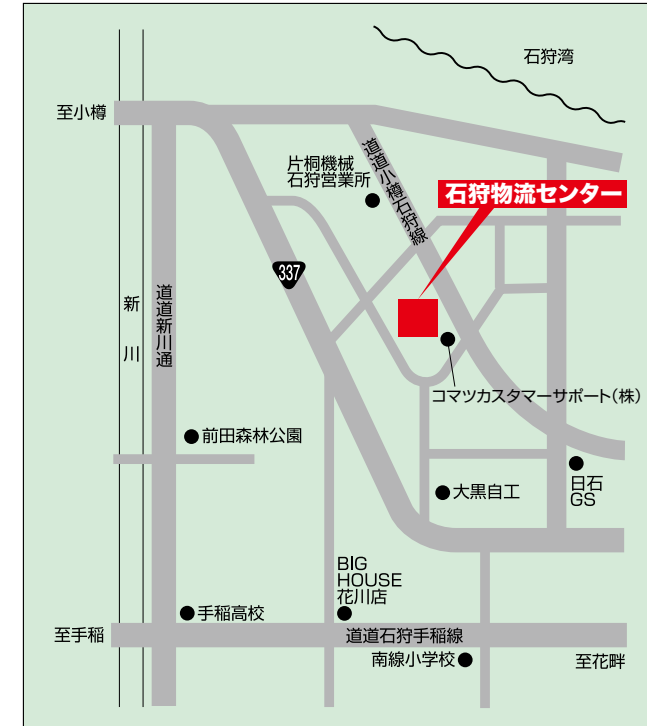 石狩湾
至小樽
片桐機械
石狩営業所
道道小樽石狩線
石狩物流センター
337
新川
道道新川通
コマツカスタマーサポート(株)
前田森林公園
日石
GS
大黒自工
BIG
HOUSE
花川店
手稲高校
至手稲
道道石狩手稲線
南線小学校
至花畔